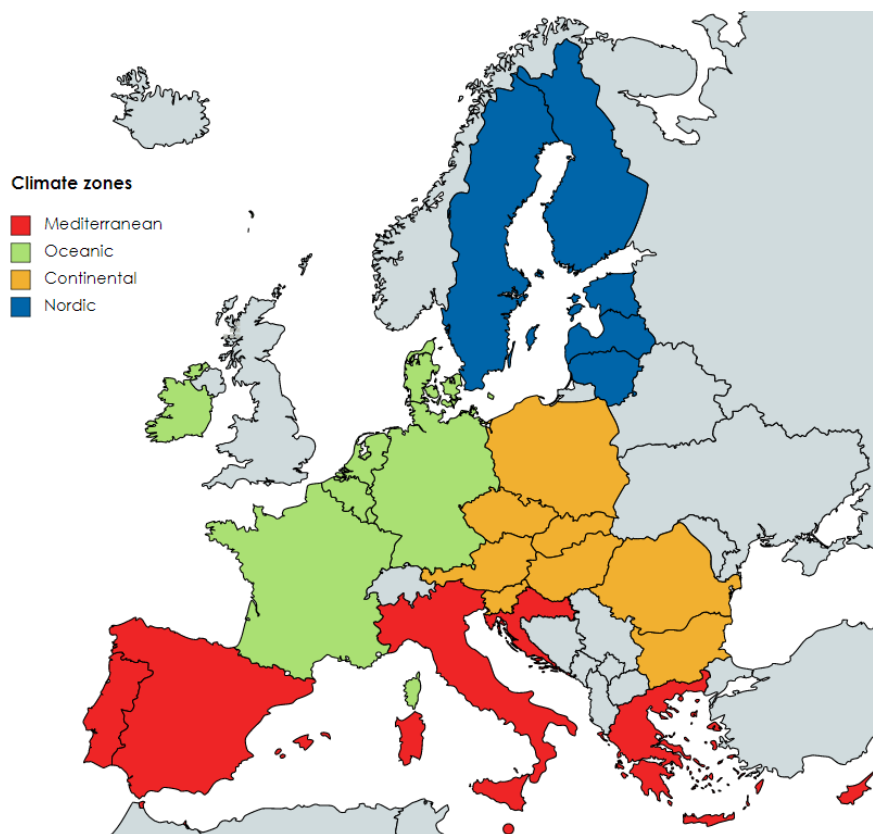 Climate zones
Mediterranean
Oceanic
Continental
Nordic